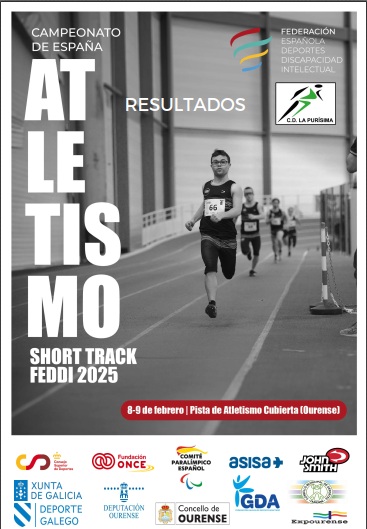 CAMPEONATO
DE ESPAÑA
FEDERACIÓN
ESPAÑOLA
DEPORTES
DISCAPACIDAD
INTELECTUAL
AT
LE
TIS
MO
RESULTADOS
C.D. LA PURÍSIMA
66
SHORT TRACK
FEDDI 2025
8-9 de febrero | Pista de Atletismo Cubierta (Ourense)
Consejo
Superior
de Deportes
Fundación
ONCE
COMITÉ
PARALÍMPICO
ESPAÑOL
asisa+
JOHN
SMITH
XUNTA
DE GALICIA
DEPORTE
GALEGO
DEPUTACIÓN
OURENSE
Concello de
OURENSE
GDA
Expourense